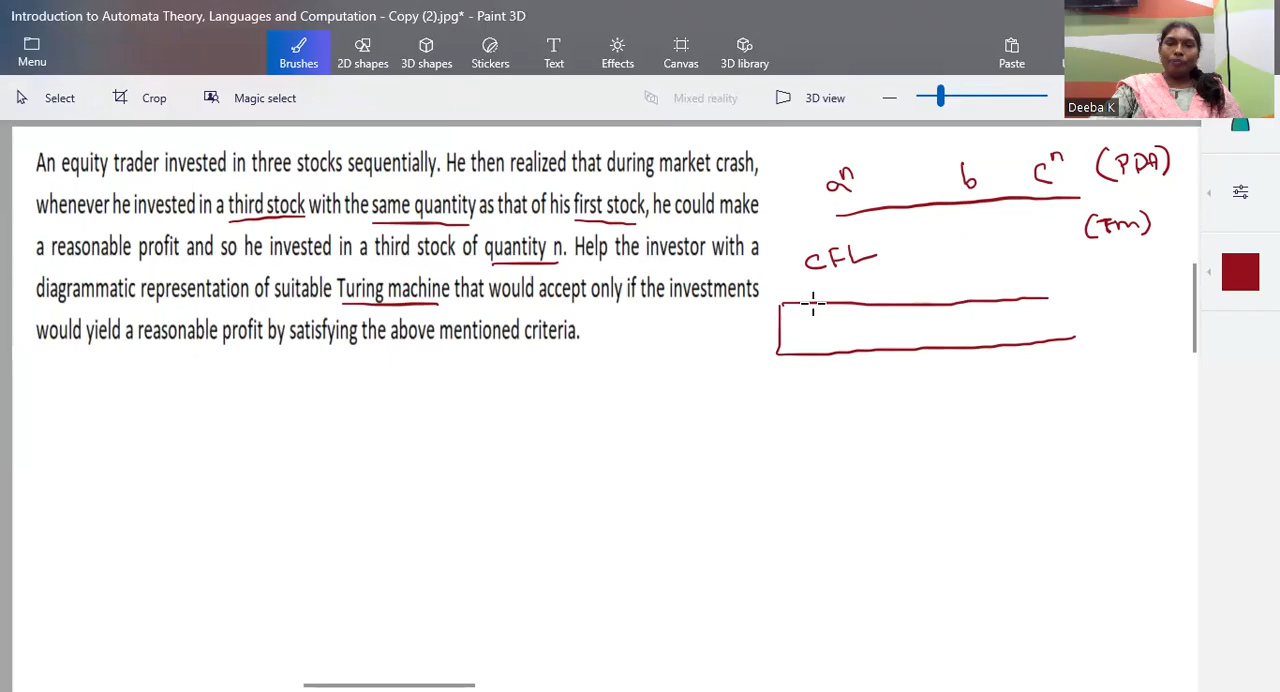 Introduction to Automata Theory, Languages and Computation - Copy (2).jpg* - Paint 3D
Menu
Brushes
2D shapes
3D shapes
Stickers
Text
Effects
Canvas
3D library
Paste
Select
Crop
Magic select
Mixed reality
3D view
Deeba K
An equity trader invested in three stocks sequentially. He then realized that during market crash,
whenever he invested in a third stock with the same quantity as that of his first stock, he could make
a reasonable profit and so he invested in a third stock of quantity n. Help the investor with a
diagrammatic representation of suitable Turing machine that would accept only if the investments
would yield a reasonable profit by satisfying the above mentioned criteria.
aⁿ b cⁿ (PDA)
(Tm)
CFL